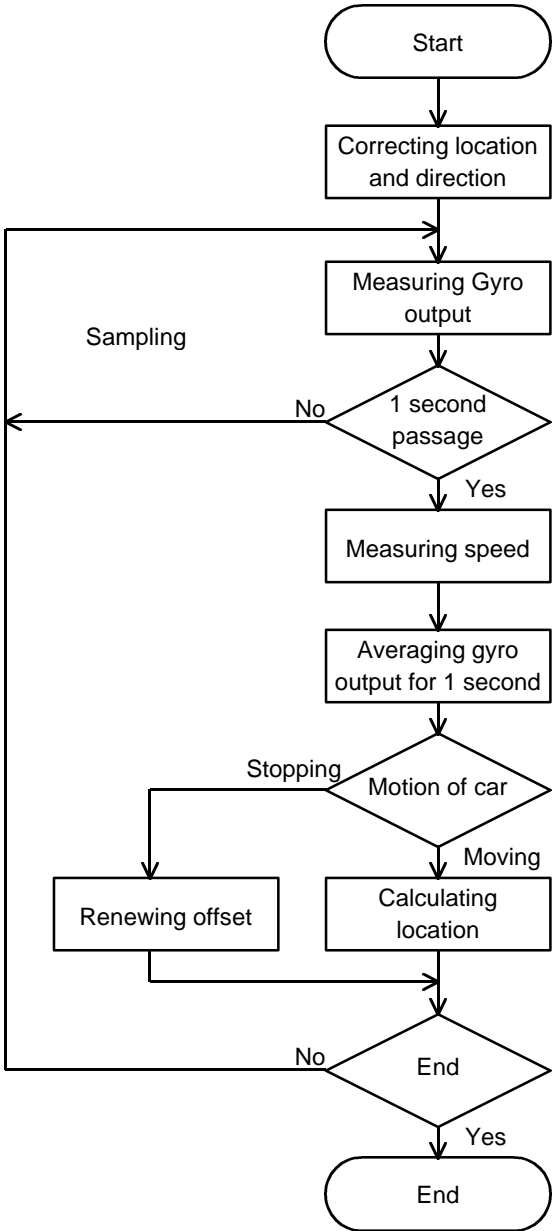 Start
Correcting location
and direction
Measuring Gyro
output
Sampling
No
1 second
passage
Yes
Measuring speed
Averaging gyro
output for 1 second
Stopping
Motion of car
Moving
Renewing offset
Calculating
location
No
End
Yes
End